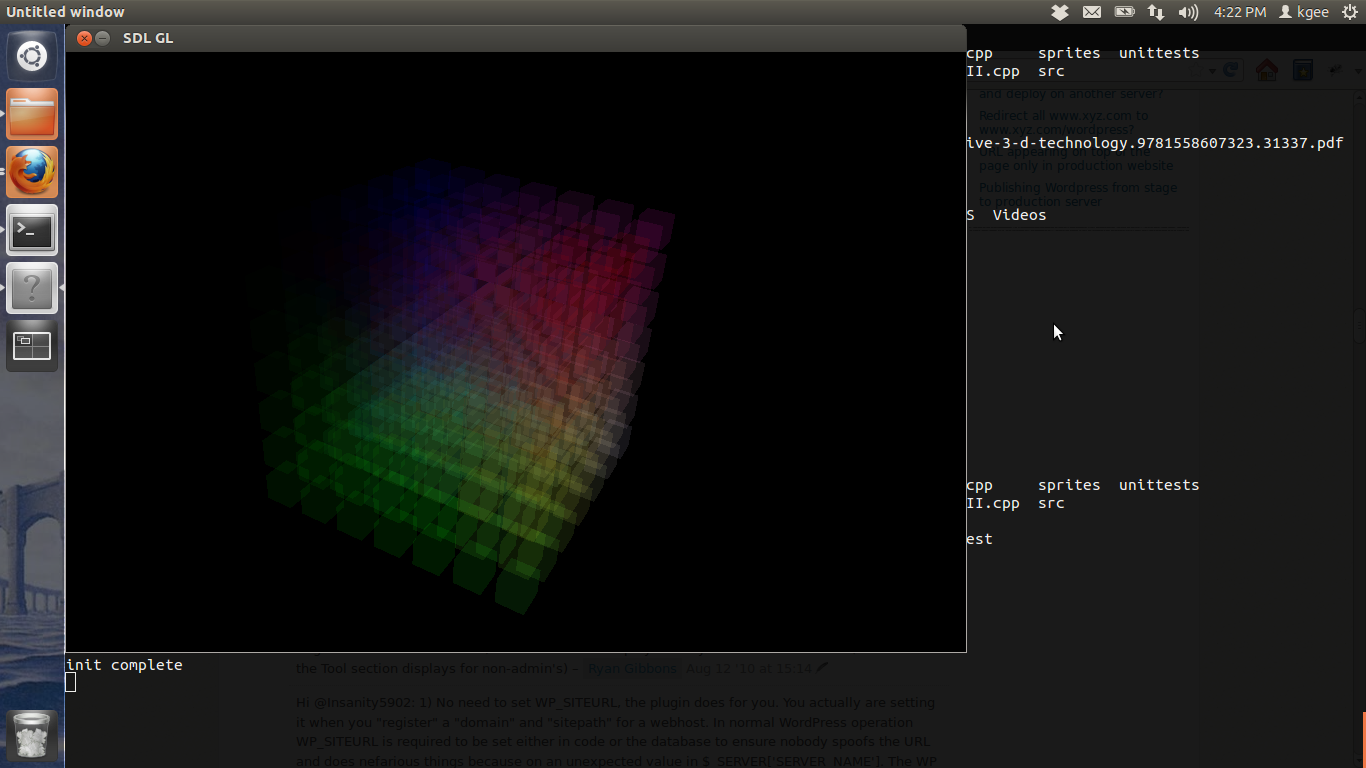 Untitled window
4:22 PM kgee
SDL GL
cpp sprites unittests
II.cpp src
and deploy on another server?
Redirect all www.xyz.com to
www.xyz.com/wordpress?
ive-3-d-technology.9781558607323.31337.pdf
URL appearing on top of the
page only in production website
Publishing Wordpress from stage
to production server
S Videos
cpp sprites unittests
II.cpp src
est
init complete
the Tool section displays for non-admin's) – Ryan Gibbons Aug 12 '10 at 15:14
Hi @Insanity5902: 1) No need to set WP_SITEURL, the plugin does for you. You actually are setting
it when you "register" a "domain" and "sitepath" for a webhost. In normal WordPress operation
WP_SITEURL is required to be set either in code or the database to ensure nobody spoofs the URL
and does nefarious things because on an unexpected value in $_SERVER['SERVER_NAME']. The WP